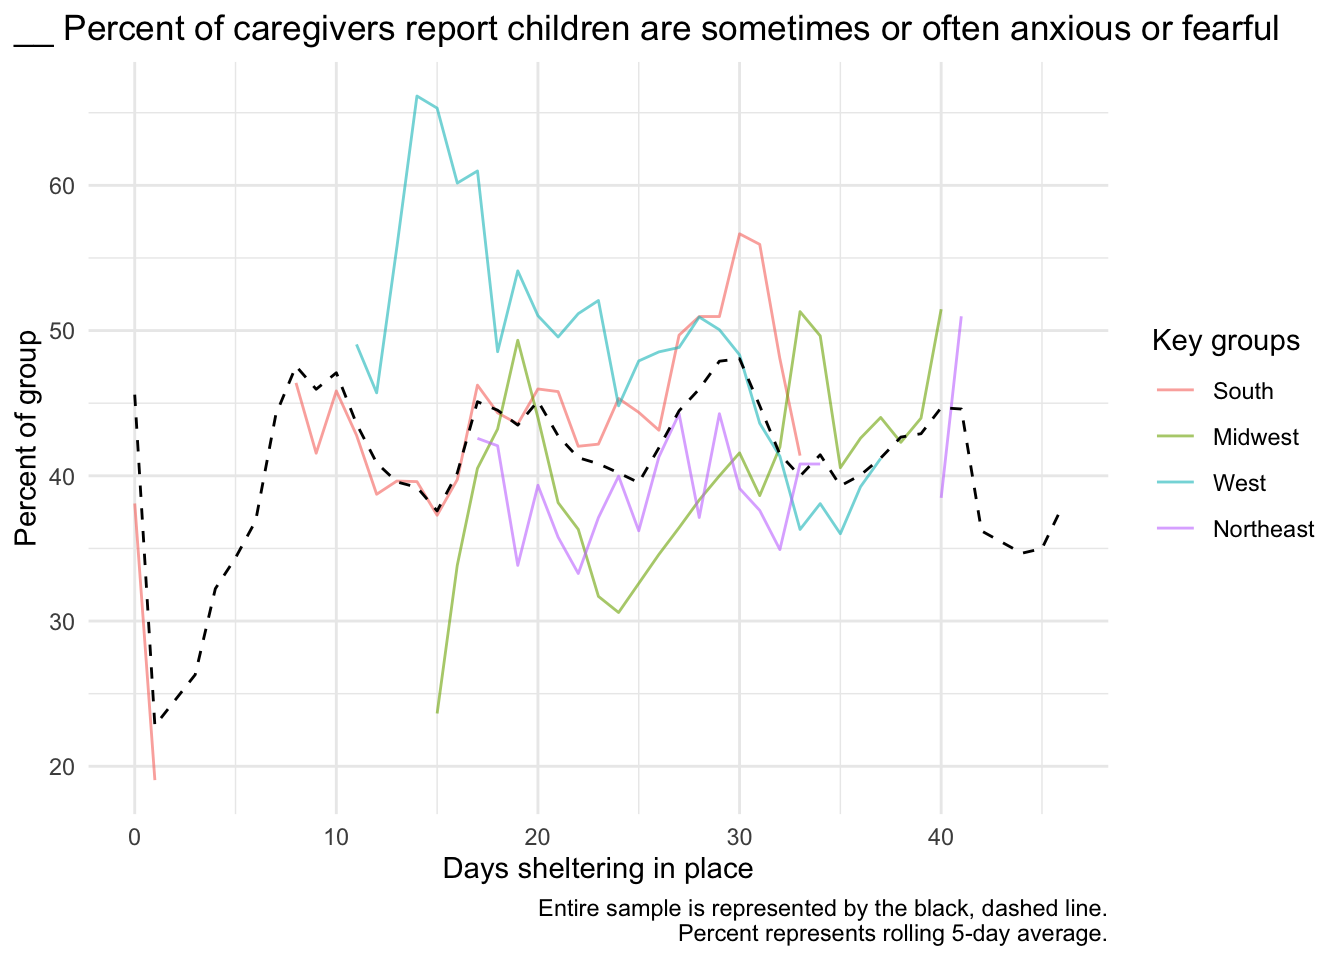 __ Percent of caregivers report children are sometimes or often anxious or fearful
Percent of group
60
50
40
30
20
0 10 20 30 40
Days sheltering in place
Key groups
South
Midwest
West
Northeast
Entire sample is represented by the black, dashed line.
Percent represents rolling 5-day average.